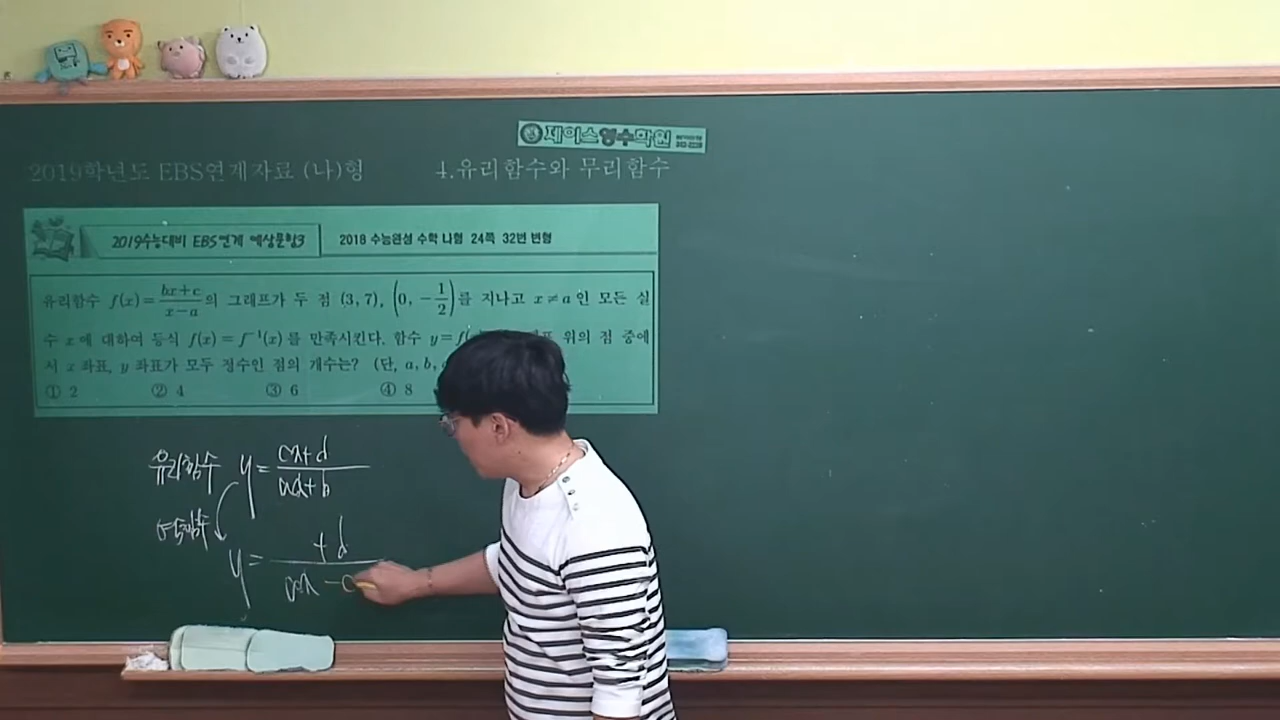 제이스영수학원
2019학년도 EBS연계자료 (나)형 4.유리함수와 무리함수
2019수능대비 EBS연계 예상문항3 2018 수능완성 수학 나형 24쪽 32번 변형
유리함수 f(x)=\frac{bx+c}{x-a}의 그래프가 두 점 (3, 7), (0, -\frac{1}{2})를 지나고 x≠a인 모든 실
수 x에 대하여 등식 f(x)=f^{-1}(x)를 만족시킨다. 함수 y=f( 위의 점 중에
서 x좌표, y좌표가 모두 정수인 점의 개수는? (단, a, b,
① 2 ② 4 ③ 6 ④ 8
유리함수 y=\frac{cx+d}{ax+b}
역함수
y=\frac{+d}{ax-c}